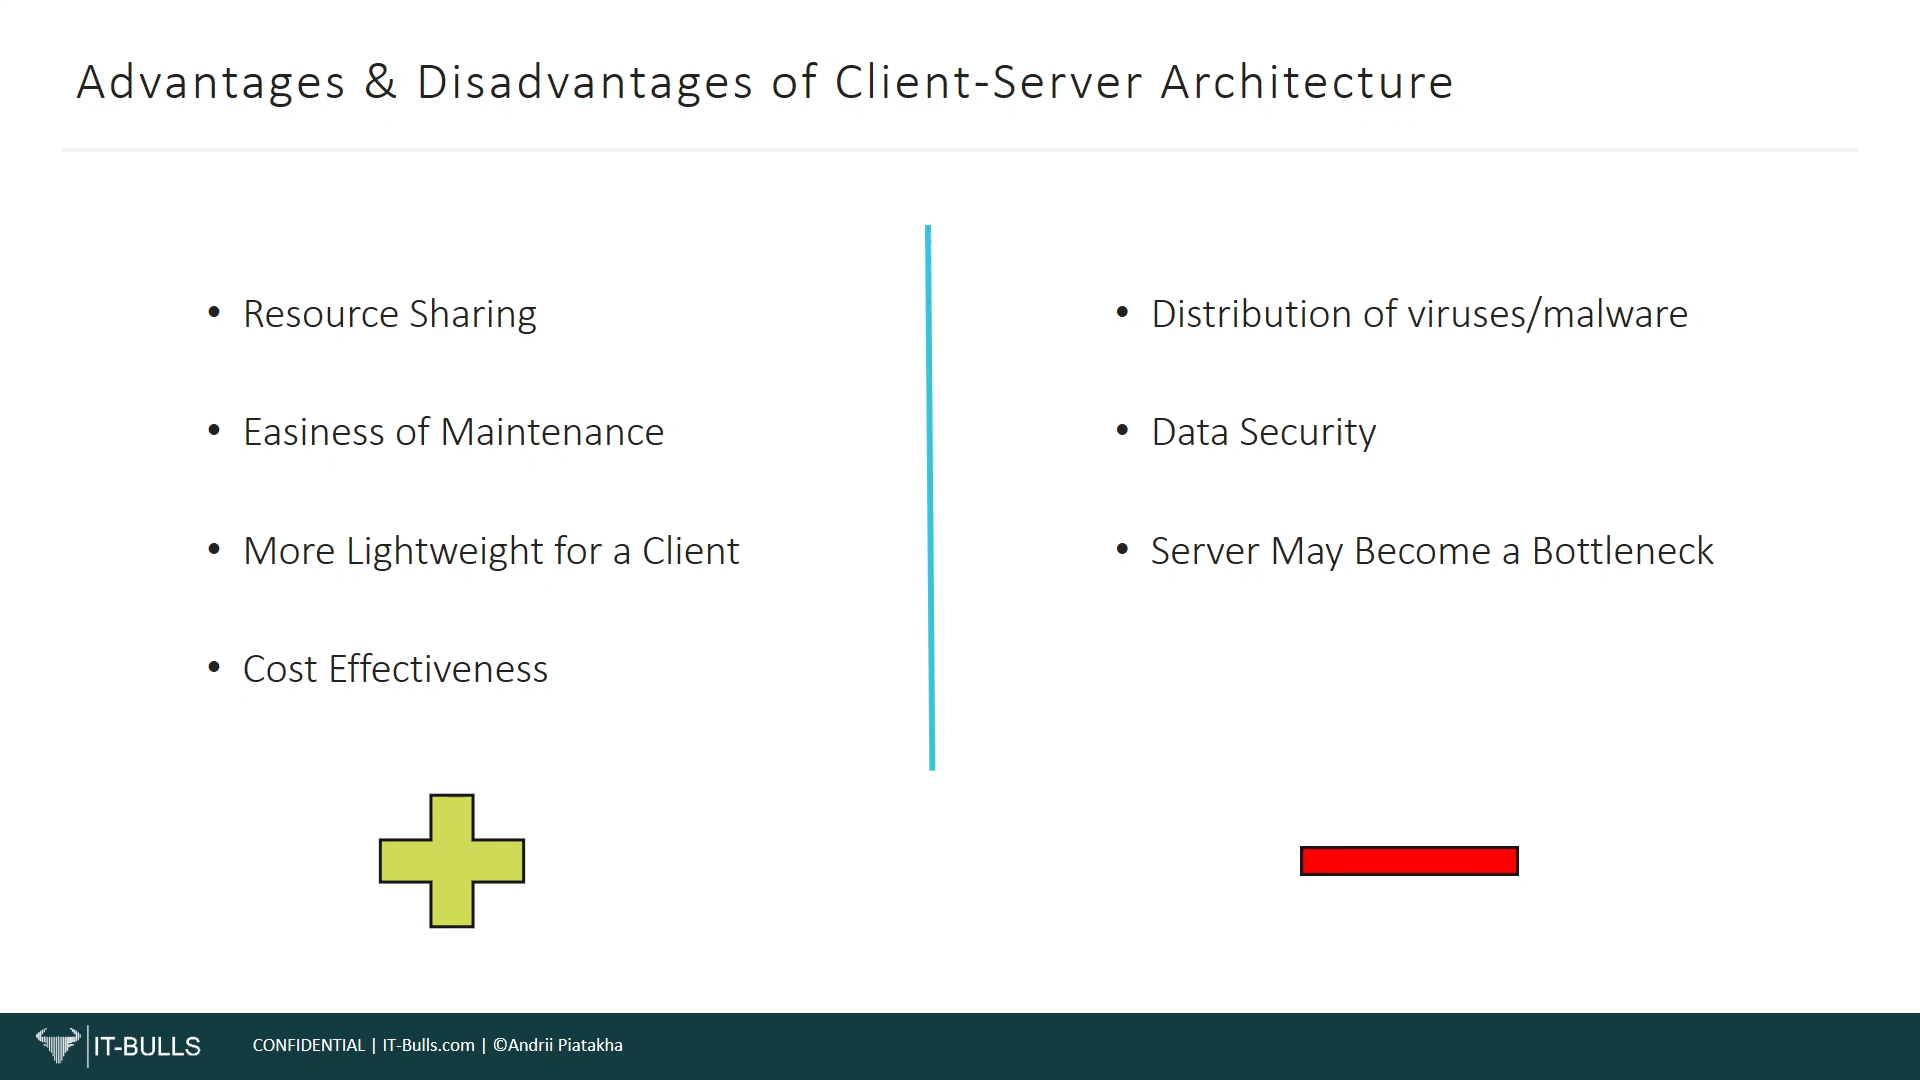 Advantages & Disadvantages of Client-Server Architecture
• Resource Sharing
• Easiness of Maintenance
• More Lightweight for a Client
• Cost Effectiveness
• Distribution of viruses/malware
• Data Security
• Server May Become a Bottleneck
IT-BULLS
CONFIDENTIAL | IT-Bulls.com | ©Andrii Piatakha